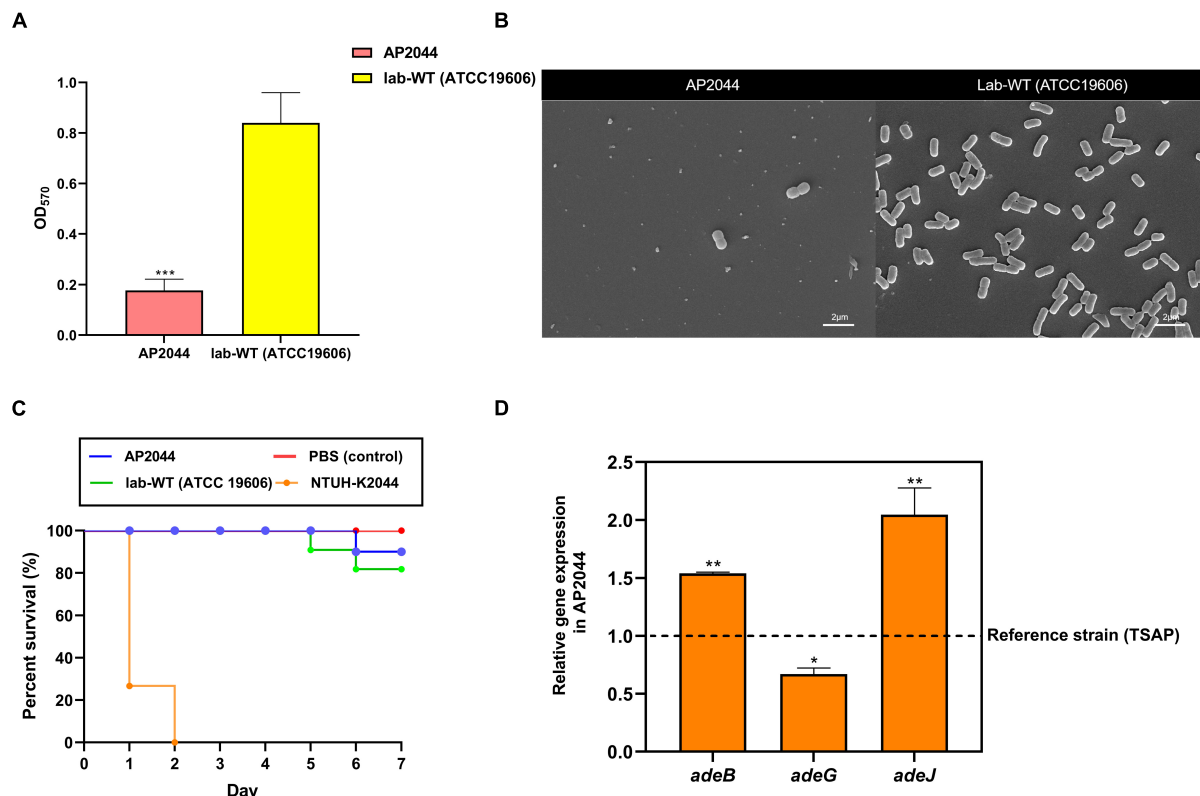 A
AP2044
lab-WT (ATCC19606)
1.0
0.8
0.6
0.4
0.2
0.0
OD570
***
AP2044
lab-WT (ATCC19606)
B
AP2044
Lab-WT (ATCC19606)
2μm
2μm
C
AP2044
PBS (control)
lab-WT (ATCC 19606)
NTUH-K2044
100
80
60
40
20
0
Percent survival (%)
0 1 2 3 4 5 6 7
Day
D
2.5
2.0
1.5
1.0
0.5
0.0
Relative gene expression
in AP2044
**
*
**
Reference strain (TSAP)
adeB
adeG
adeJ